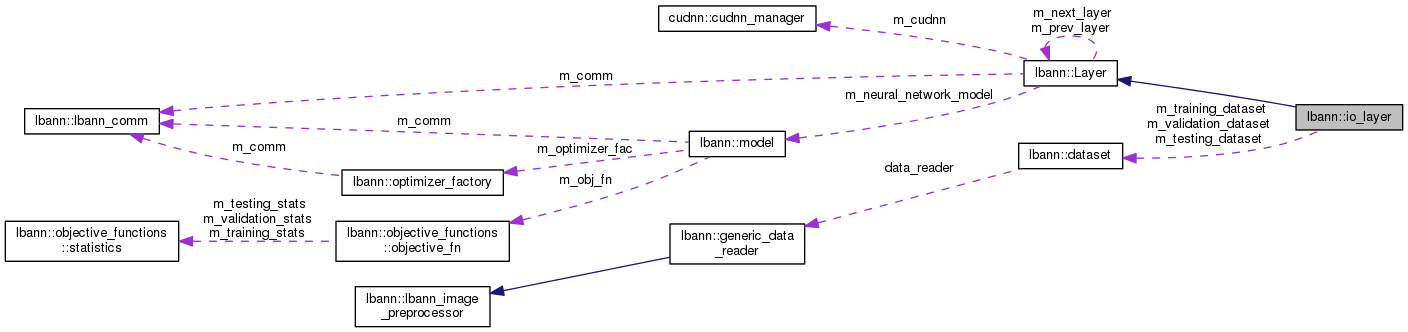 cudnn::cudnn_manager
m_cudnn
m_next_layer
m_prev_layer
lbann::Layer
m_comm
m_neural_network_model
lbann::lbann_comm
m_comm
m_training_dataset
m_validation_dataset
m_testing_dataset
lbann::io_layer
lbann::model
m_comm
m_optimizer_fac
lbann::dataset
lbann::optimizer_factory
m_obj_fn
data_reader
m_testing_stats
m_validation_stats
m_training_stats
lbann::objective_functions
::statistics
lbann::objective_functions
::objective_fn
lbann::generic_data
_reader
lbann::lbann_image
_preprocessor